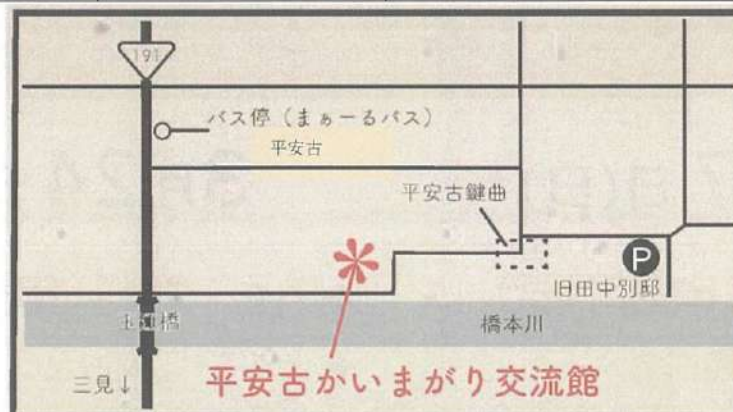 191
バス停（まぁーるバス）
平安古
平安古鍵曲
P
旧田中別邸
玉江橋
橋本川
三見↓
平安古かいまがり交流館